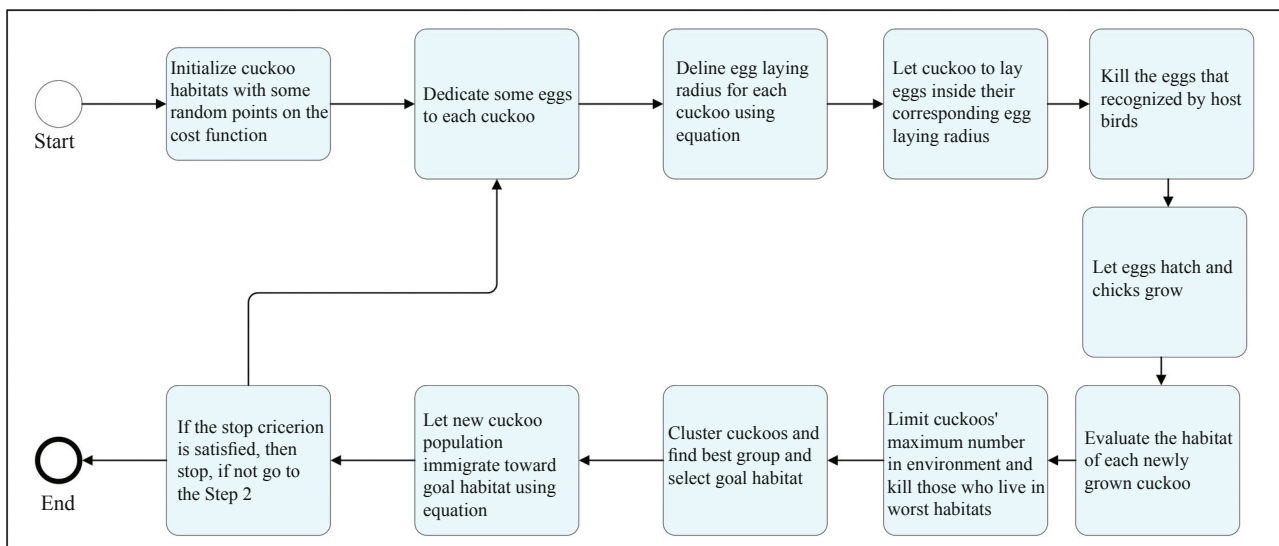 Start
Initialize cuckoo
habitats with some
random points on the
cost function
Dedicate some eggs
to each cuckoo
Deline egg laying
radius for each
cuckoo using
equation
Let cuckoo to lay
eggs inside their
corresponding egg
laying radius
Kill the eggs that
recognized by host
birds
Let eggs hatch and
chicks grow
Evaluate the habitat
of each newly
grown cuckoo
Limit cuckoos'
maximum number
in environment and
kill those who live in
worst habitats
Cluster cuckoos and
find best group and
select goal habitat
Let new cuckoo
population
immigrate toward
goal habitat using
equation
If the stop cricerion
is satisfied, then
stop, if not go to
the Step 2
End